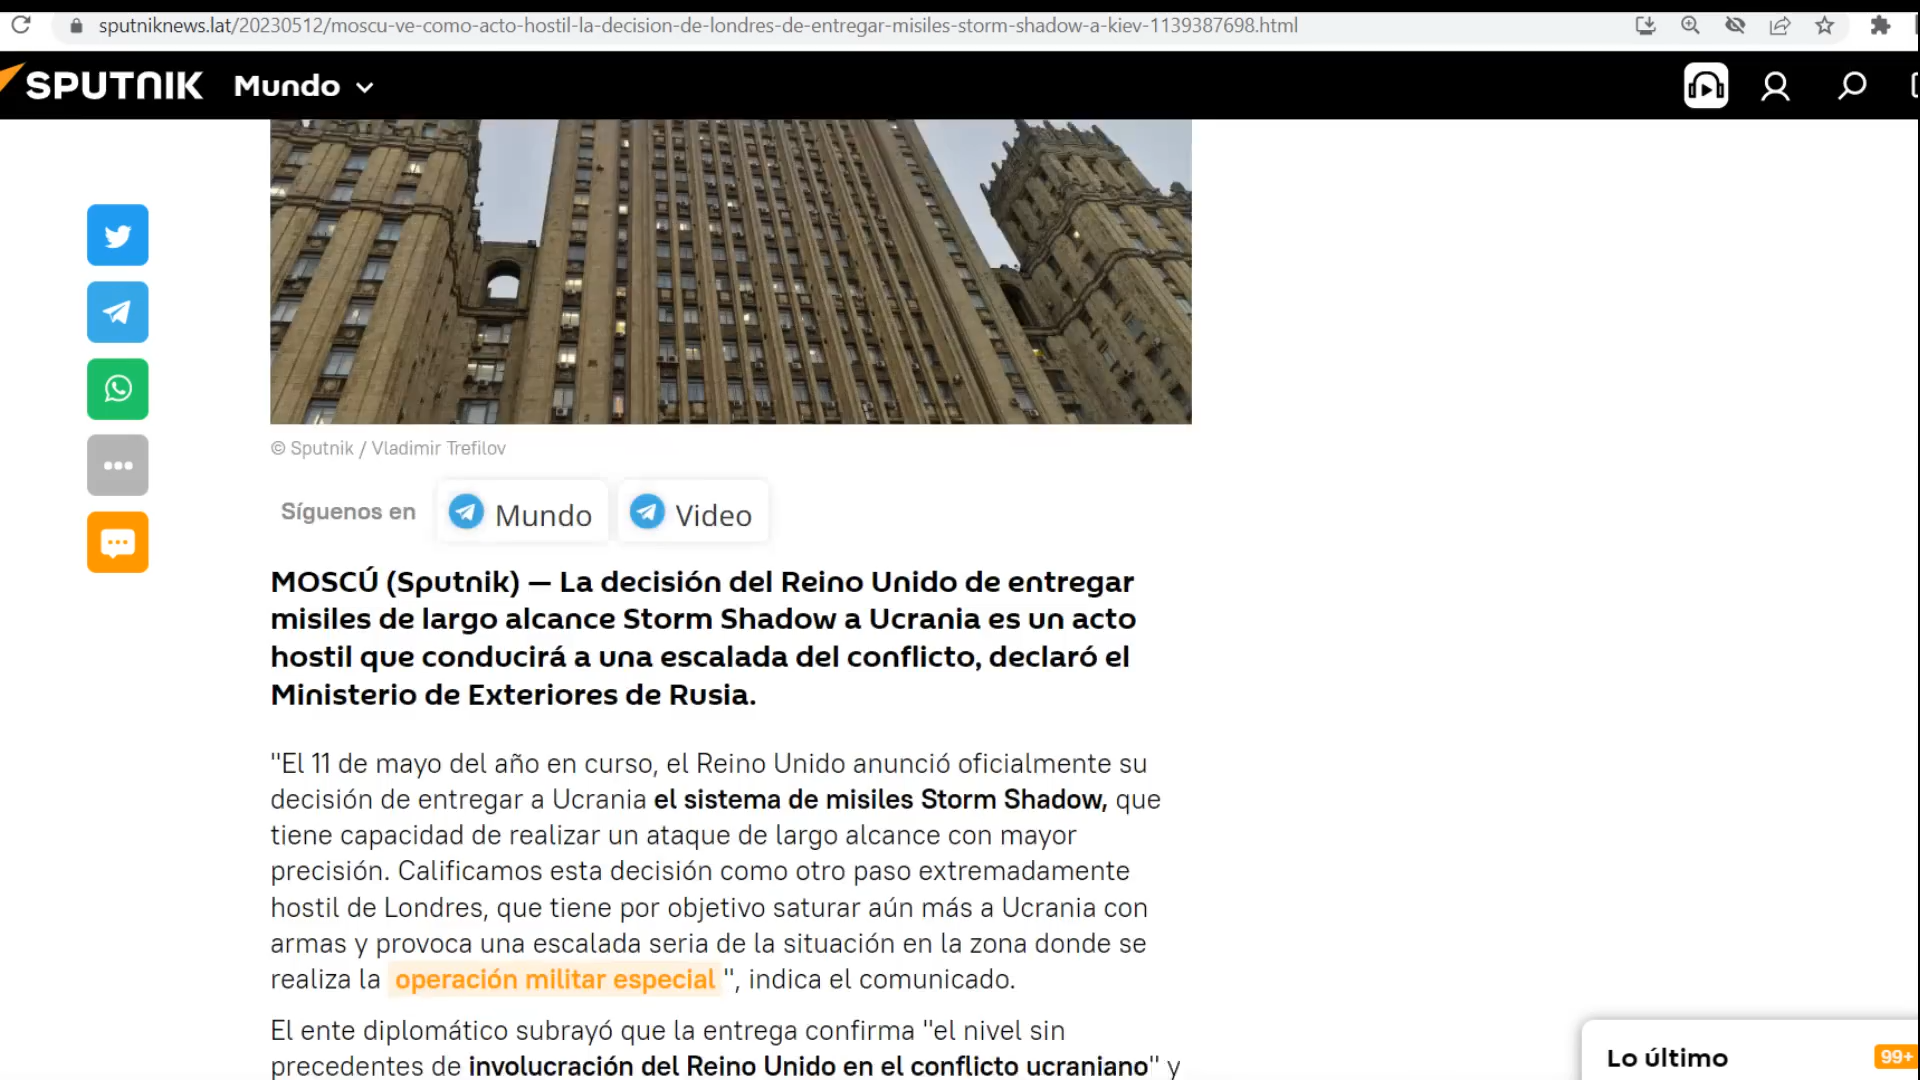 sputniknews.lat/20230512/moscu-ve-como-acto-hostil-la-decision-de-londres-de-entregar-misiles-storm-shadow-a-kiev-1139387698.html
SPUTNIK Mundo
© Sputnik / Vladimir Trefilov
Síguenos en Mundo Video
MOSCÚ (Sputnik) — La decisión del Reino Unido de entregar
misiles de largo alcance Storm Shadow a Ucrania es un acto
hostil que conducirá a una escalada del conflicto, declaró el
Ministerio de Exteriores de Rusia.
"El 11 de mayo del año en curso, el Reino Unido anunció oficialmente su
decisión de entregar a Ucrania el sistema de misiles Storm Shadow, que
tiene capacidad de realizar un ataque de largo alcance con mayor
precisión. Calificamos esta decisión como otro paso extremadamente
hostil de Londres, que tiene por objetivo saturar aún más a Ucrania con
armas y provoca una escalada seria de la situación en la zona donde se
realiza la operación militar especial ", indica el comunicado.
El ente diplomático subrayó que la entrega confirma "el nivel sin
precedentes de involucración del Reino Unido en el conflicto ucraniano" y
Lo último 99+